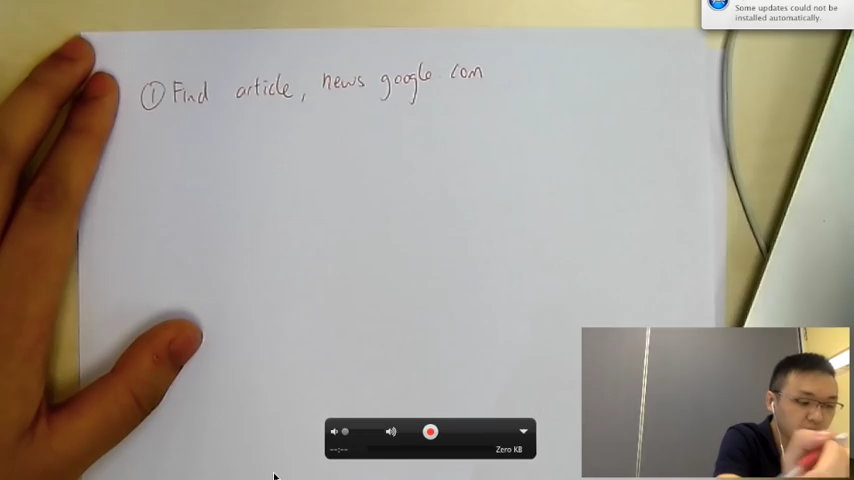 Some updates could not be
installed automatically.
① Find article, news google com
--:--
Zero KB